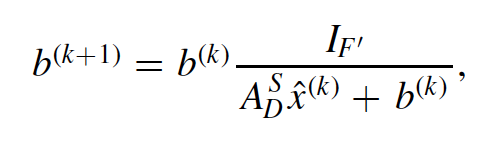 b^{(k+1)} = b^{(k)} \frac{I_{F'}}{A_D^S \hat{x}^{(k)} + b^{(k)}},